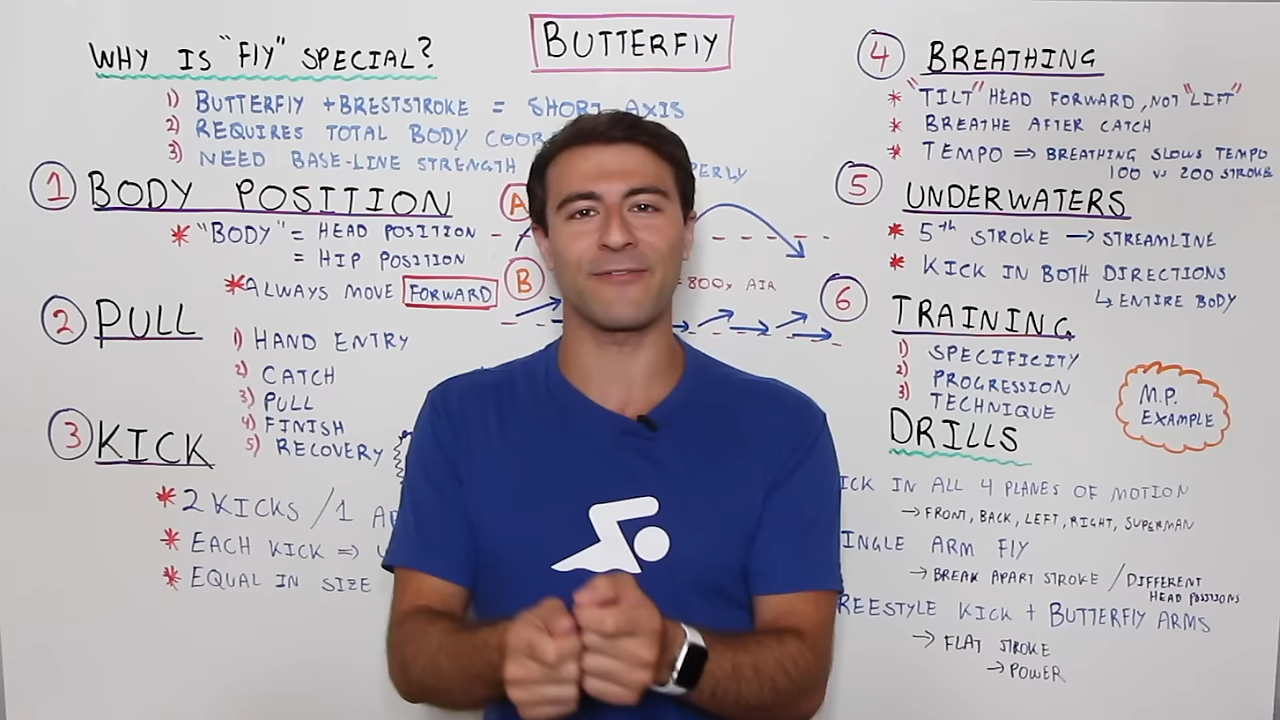 BUTTERFLY
WHY IS "FLY" SPECIAL?
1) BUTTERFLY + BRESTSTROKE = SHORT AXIS
2) REQUIRES TOTAL BODY
3) NEED BASE-LINE STRENGTH
1 BODY POSITION
* "BODY" = HEAD POSITION
= HIP POSITION
* ALWAYS MOVE FORWARD
A
B
= 800x AIR
2 PULL
1) HAND ENTRY
2) CATCH
3) PULL
4) FINISH
5) RECOVERY
3 KICK
* 2 KICKS / 1
* EACH KICK ⇒
* EQUAL IN SIZE
4 BREATHING
* "TILT" HEAD FORWARD, NOT "LIFT"
* BREATHE AFTER CATCH
* TEMPO ⇒ BREATHING SLOWS TEMPO
100 vs 200 STROKE
5 UNDERWATERS
* 5th STROKE → STREAMLINE
* KICK IN BOTH DIRECTIONS
↳ ENTIRE BODY
6 TRAINING
1) SPECIFICITY
2) PROGRESSION
3) TECHNIQUE
M.P.
EXAMPLE
DRILLS
ICK IN ALL 4 PLANES OF MOTION
→ FRONT, BACK, LEFT, RIGHT, SUPERMAN
INGLE ARM FLY
→ BREAK APART STROKE / DIFFERENT
HEAD POSITIONS
REESTYLE KICK + BUTTERFLY ARMS
→ FLAT STROKE
→ POWER